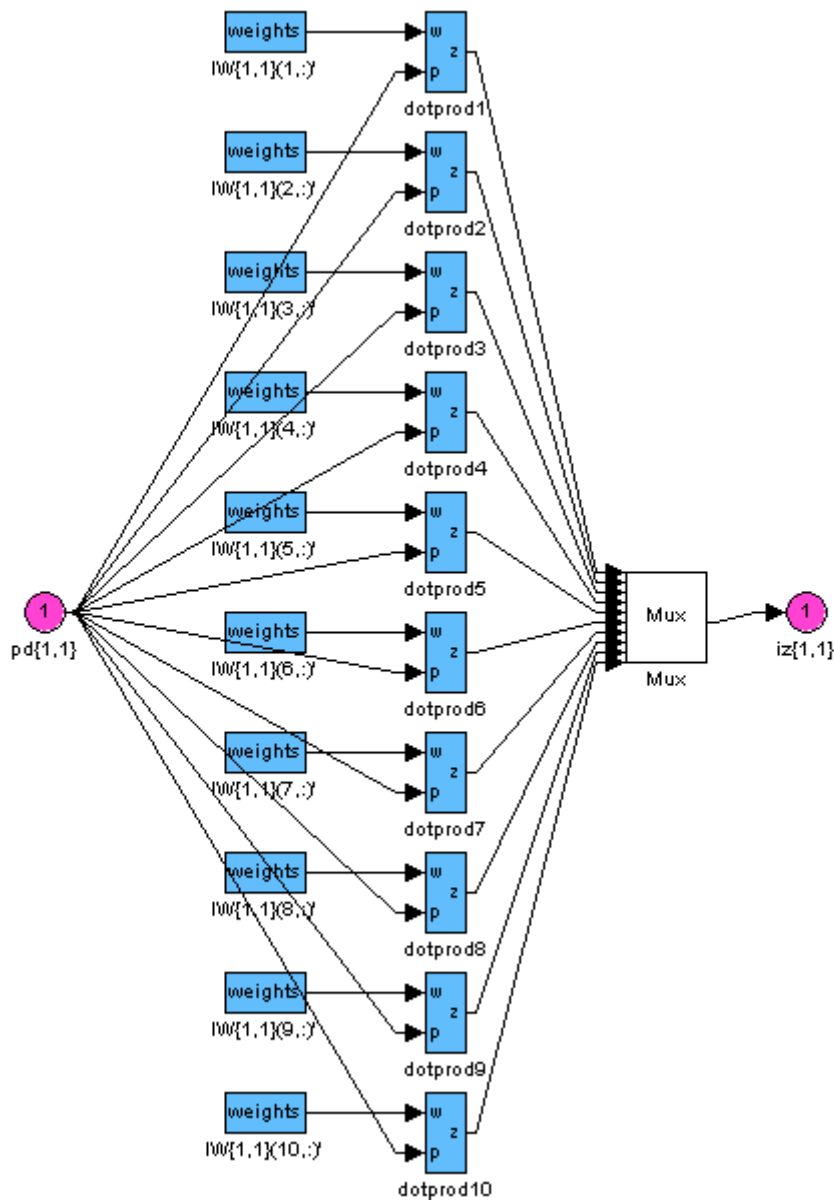 weights
w
z
p
IW{1,1}(1,:)'
dotprod1
weights
w
z
p
IW{1,1}(2,:)'
dotprod2
weights
w
z
p
IW{1,1}(3,:)'
dotprod3
weights
w
z
p
IW{1,1}(4,:)'
dotprod4
weights
w
z
p
IW{1,1}(5,:)'
dotprod5
1
pd{1,1}
weights
w
z
p
IW{1,1}(6,:)'
dotprod6
Mux
Mux
1
iz{1,1}
weights
w
z
p
IW{1,1}(7,:)'
dotprod7
weights
w
z
p
IW{1,1}(8,:)'
dotprod8
weights
w
z
p
IW{1,1}(9,:)'
dotprod9
weights
w
z
p
IW{1,1}(10,:)'
dotprod10